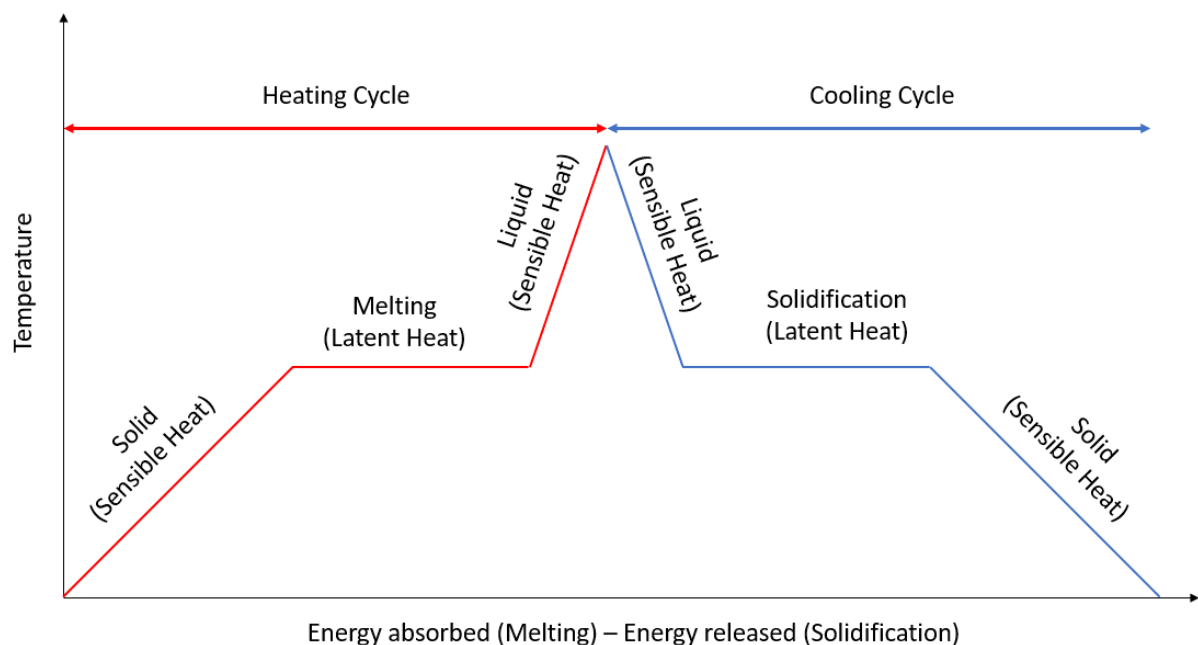 Heating Cycle
Cooling Cycle
Temperature
Solid
(Sensible Heat)
Melting
(Latent Heat)
Liquid
(Sensible Heat)
Liquid
(Sensible Heat)
Solidification
(Latent Heat)
Solid
(Sensible Heat)
Energy absorbed (Melting) – Energy released (Solidification)